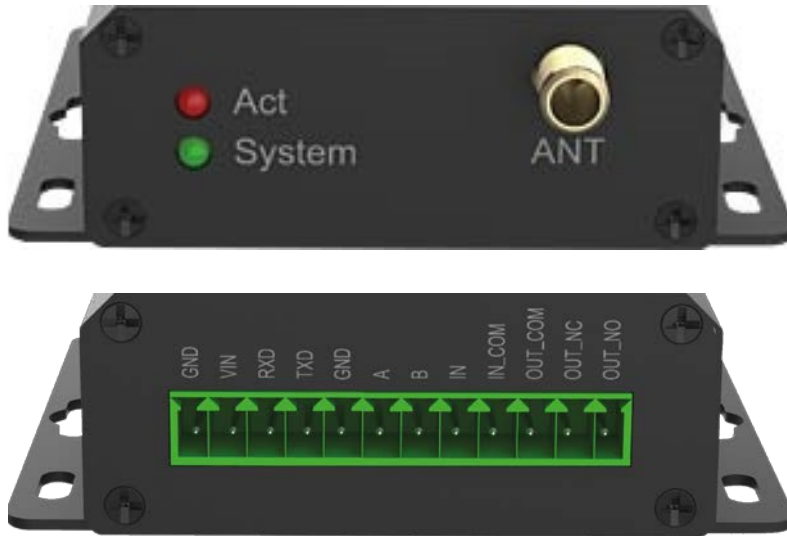 Act
System
ANT
GND
VIN
RXD
TXD
GND
A
B
IN
IN_COM
OUT_COM
OUT_NC
OUT_NO